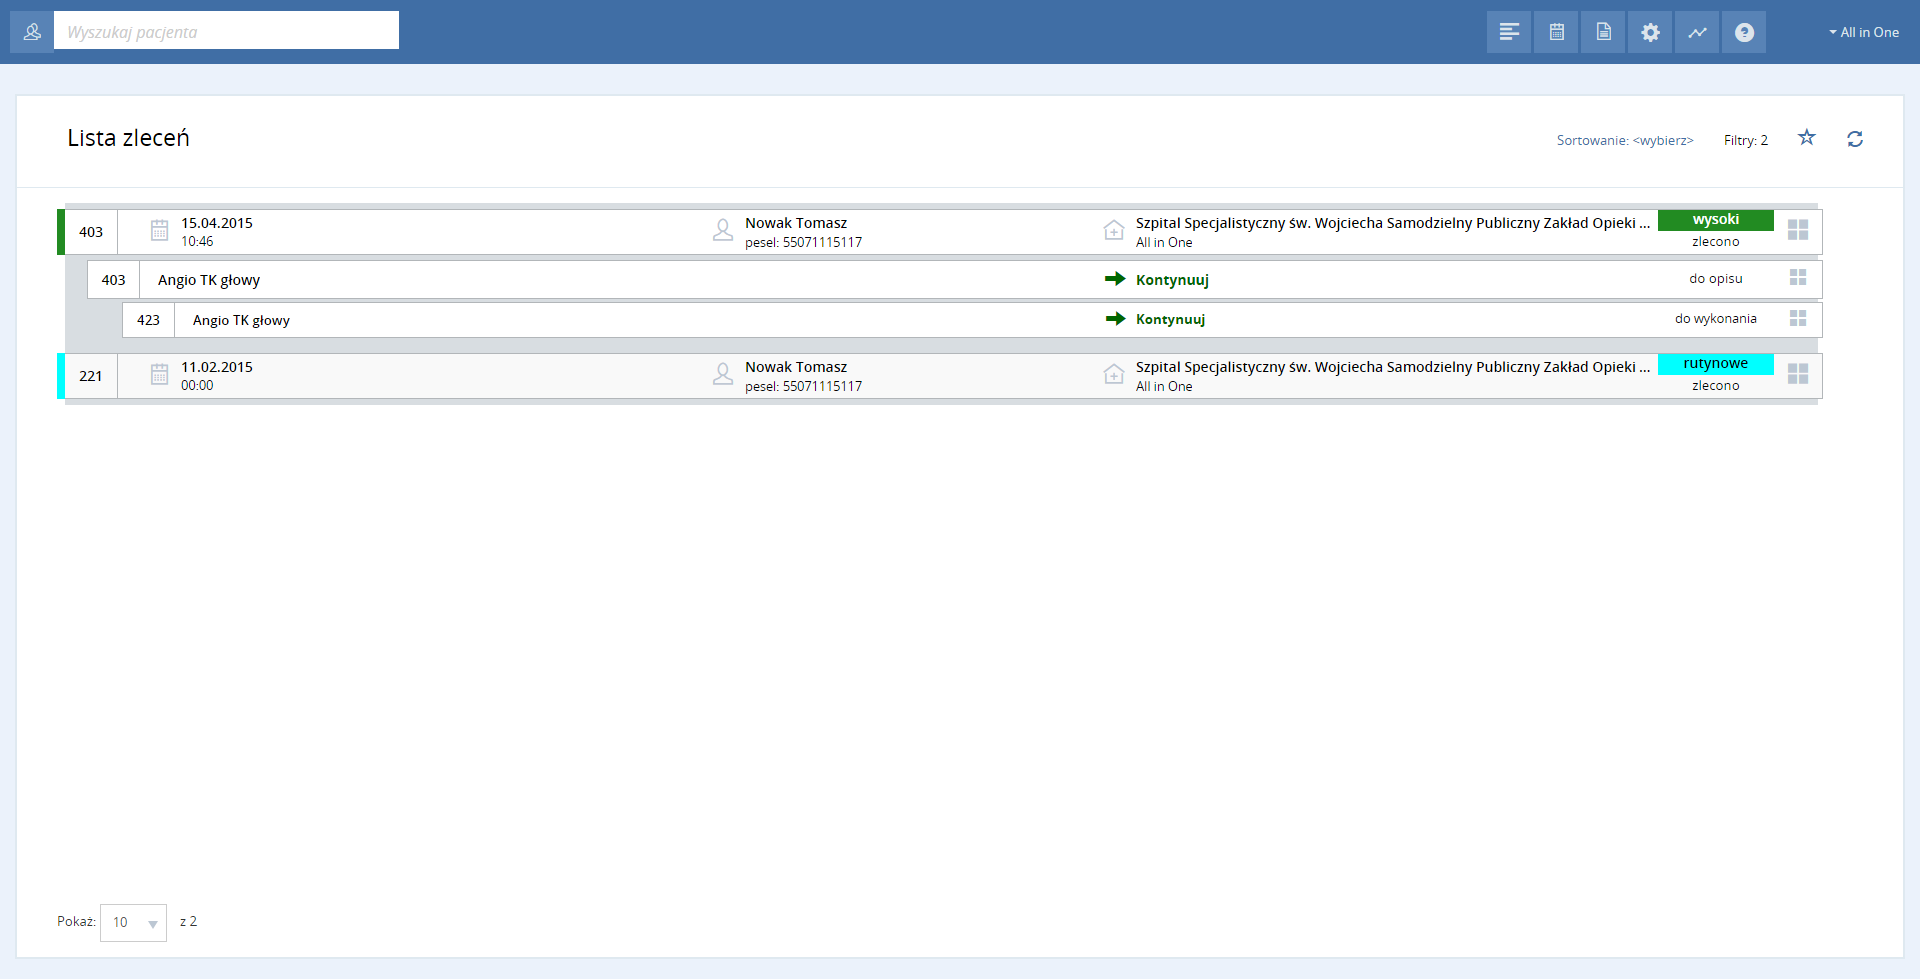 Wyszukaj pacjenta
All in One
Lista zleceń
Sortowanie: <wybierz>
Filtry: 2
403
15.04.2015
10:46
Nowak Tomasz
pesel: 55071115117
Szpital Specjalistyczny św. Wojciecha Samodzielny Publiczny Zakład Opieki ...
All in One
wysoki
zlecono
403 Angio TK głowy Kontynuuj do opisu
423 Angio TK głowy Kontynuuj do wykonania
221
11.02.2015
00:00
Nowak Tomasz
pesel: 55071115117
Szpital Specjalistyczny św. Wojciecha Samodzielny Publiczny Zakład Opieki ...
All in One
rutynowe
zlecono
Pokaż: 10 z 2